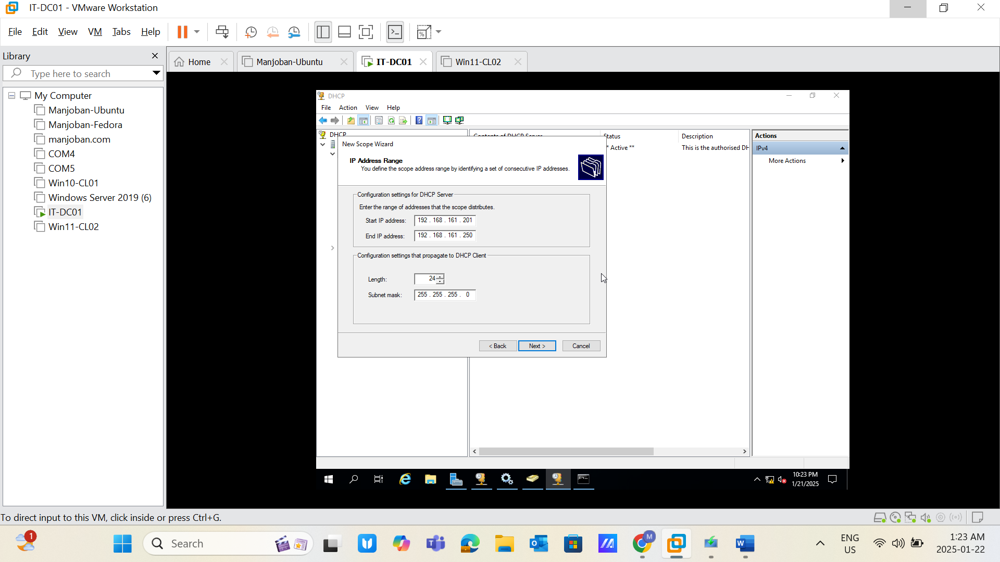 IT-DC01 - VMware Workstation
File Edit View VM Tabs Help
Library
Type here to search
My Computer
Manjoban-Ubuntu
Manjoban-Fedora
manjoban.com
COM4
COM5
Win10-CL01
Windows Server 2019 (6)
IT-DC01
Win11-CL02
Home
Manjoban-Ubuntu
IT-DC01
Win11-CL02
DHCP
File Action View Help
DHCP
Contents of DHCP Server
Status
Description
** Active **
This is the authorised DH
Actions
IPv4
More Actions
New Scope Wizard
IP Address Range
You define the scope address range by identifying a set of consecutive IP addresses.
Configuration settings for DHCP Server
Enter the range of addresses that the scope distributes.
Start IP address: 192 . 168 . 161 . 201
End IP address: 192 . 168 . 161 . 250
Configuration settings that propagate to DHCP Client
Length: 24
Subnet mask: 255 . 255 . 255 . 0
< Back Next > Cancel
10:23 PM
1/21/2025
To direct input to this VM, click inside or press Ctrl+G.
1
Search
M
ENG
US
1:23 AM
2025-01-22